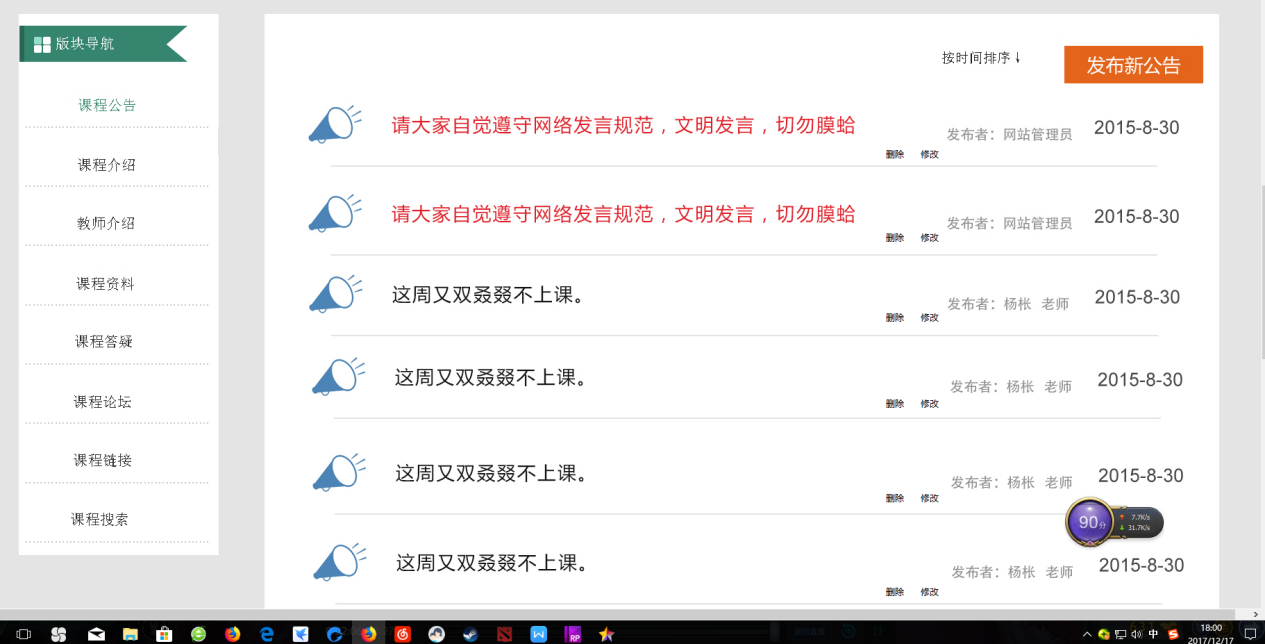 版块导航
课程公告
课程介绍
教师介绍
课程资料
课程答疑
课程论坛
课程链接
课程搜索
按时间排序↓
发布新公告
请大家自觉遵守网络发言规范，文明发言，切勿膜蛤
删除 修改
发布者：网站管理员 2015-8-30
请大家自觉遵守网络发言规范，文明发言，切勿膜蛤
删除 修改
发布者：网站管理员 2015-8-30
这周又双叒叕不上课。
删除 修改
发布者：杨枨 老师 2015-8-30
这周又双叒叕不上课。
删除 修改
发布者：杨枨 老师 2015-8-30
这周又双叒叕不上课。
删除 修改
发布者：杨枨 老师 2015-8-30
这周又双叒叕不上课。
删除 修改
发布者：杨枨 老师 2015-8-30
90分
7.7K/s
31.7K/s
RP
中
18:00
2017/12/17